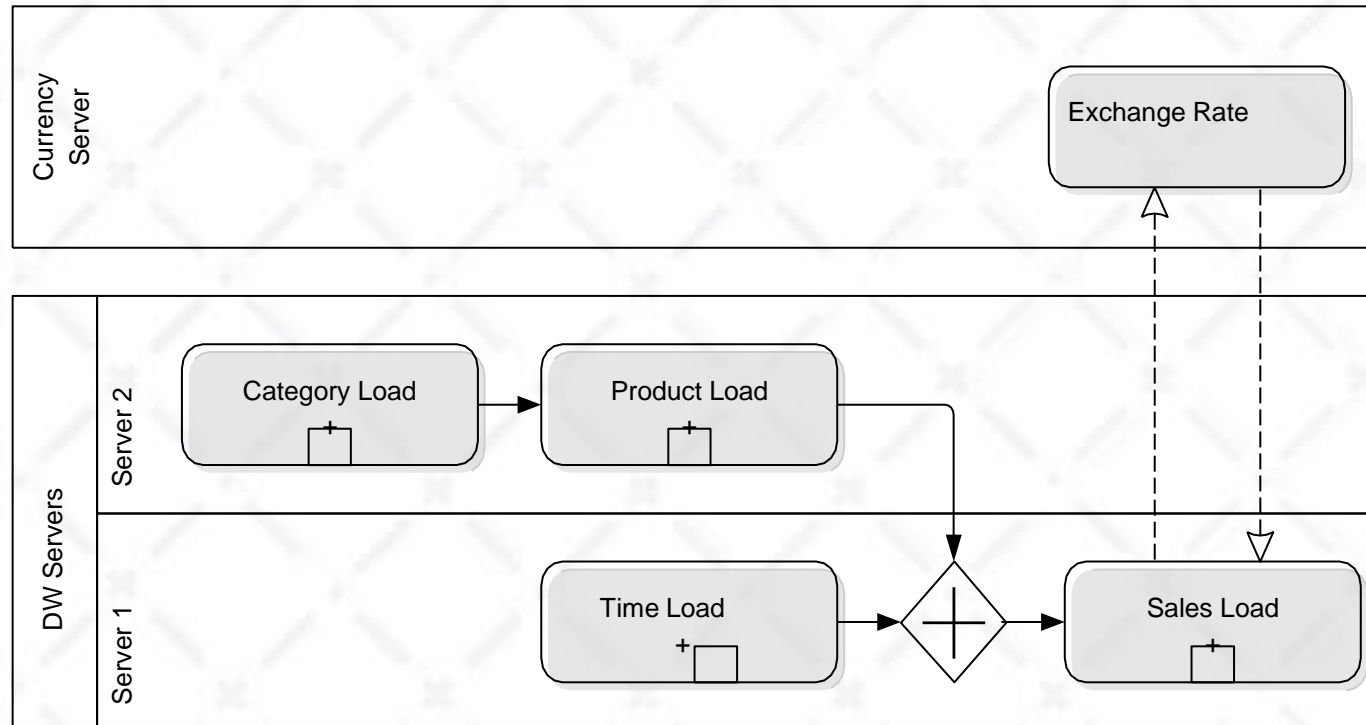 Currency
Server
Exchange Rate
DW Servers
Server 2
Category Load
+
Product Load
+
Server 1
Time Load
+
Sales Load
+